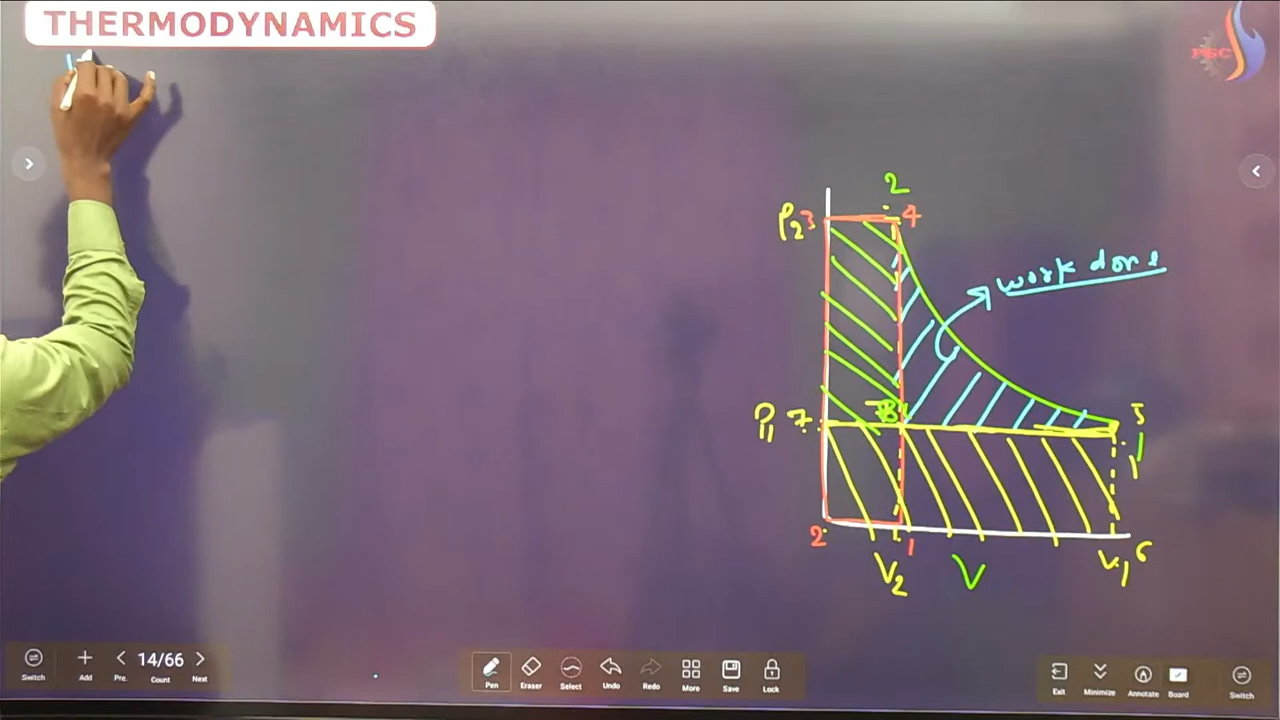 THERMODYNAMICS
PSC
2
P₂ 3 4
work done
P₁ 7 B 5
1
2 1
V₂ V V₁ 6
14/66
Switch Add Pre. Count Next
Pen Eraser Select Undo Redo More Save Lock
Exit Minimize Annotate Board Switch